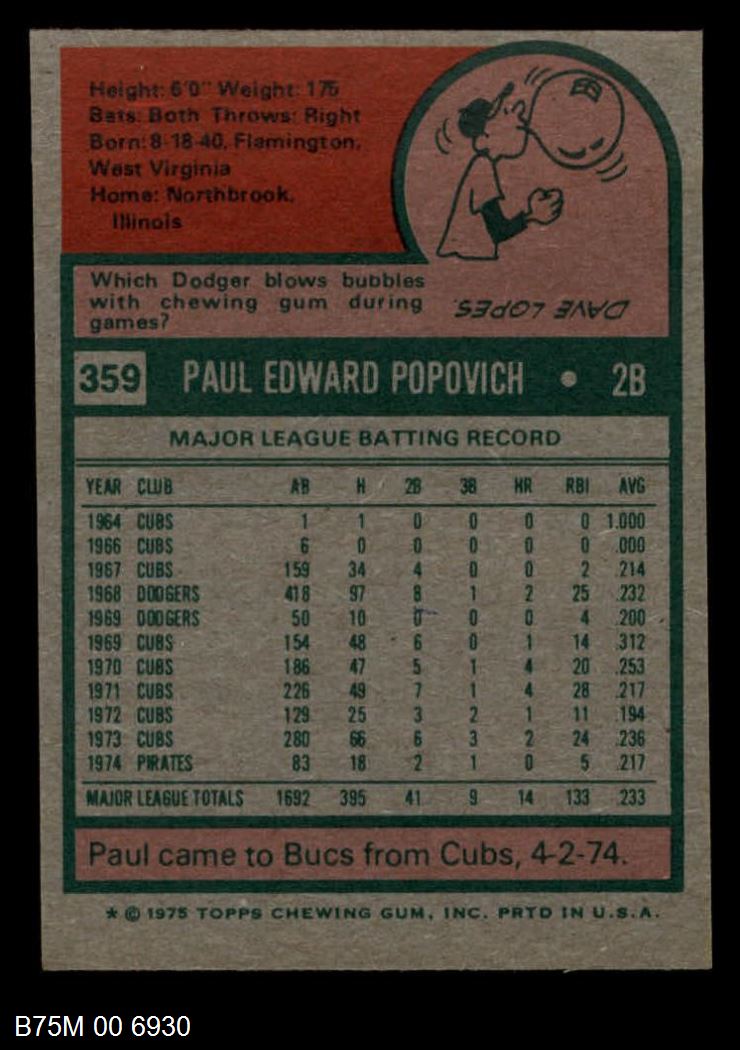 Height: 6'0" Weight: 175
Bats: Both Throws: Right
Born: 8-18-40, Flamington,
West Virginia
Home: Northbrook,
Illinois
Which Dodger blows bubbles
with chewing gum during
games?
DAVE LOPES.
359 PAUL EDWARD POPOVICH • 2B
MAJOR LEAGUE BATTING RECORD
YEAR CLUB AB H 2B 3B HR RBI AVG
1964 CUBS 1 1 0 0 0 0 1.000
1966 CUBS 6 0 0 0 0 0 .000
1967 CUBS 159 34 4 0 0 2 .214
1968 DODGERS 418 97 8 1 2 25 .232
1969 DODGERS 50 10 0 0 0 4 .200
1969 CUBS 154 48 6 0 1 14 .312
1970 CUBS 186 47 5 1 4 20 .253
1971 CUBS 226 49 7 1 4 28 .217
1972 CUBS 129 25 3 2 1 11 .194
1973 CUBS 280 66 6 3 2 24 .236
1974 PIRATES 83 18 2 1 0 5 .217
MAJOR LEAGUE TOTALS 1692 395 41 9 14 133 .233
Paul came to Bucs from Cubs, 4-2-74.
* © 1975 TOPPS CHEWING GUM, INC. PRTD IN U.S.A.
B75M 00 6930